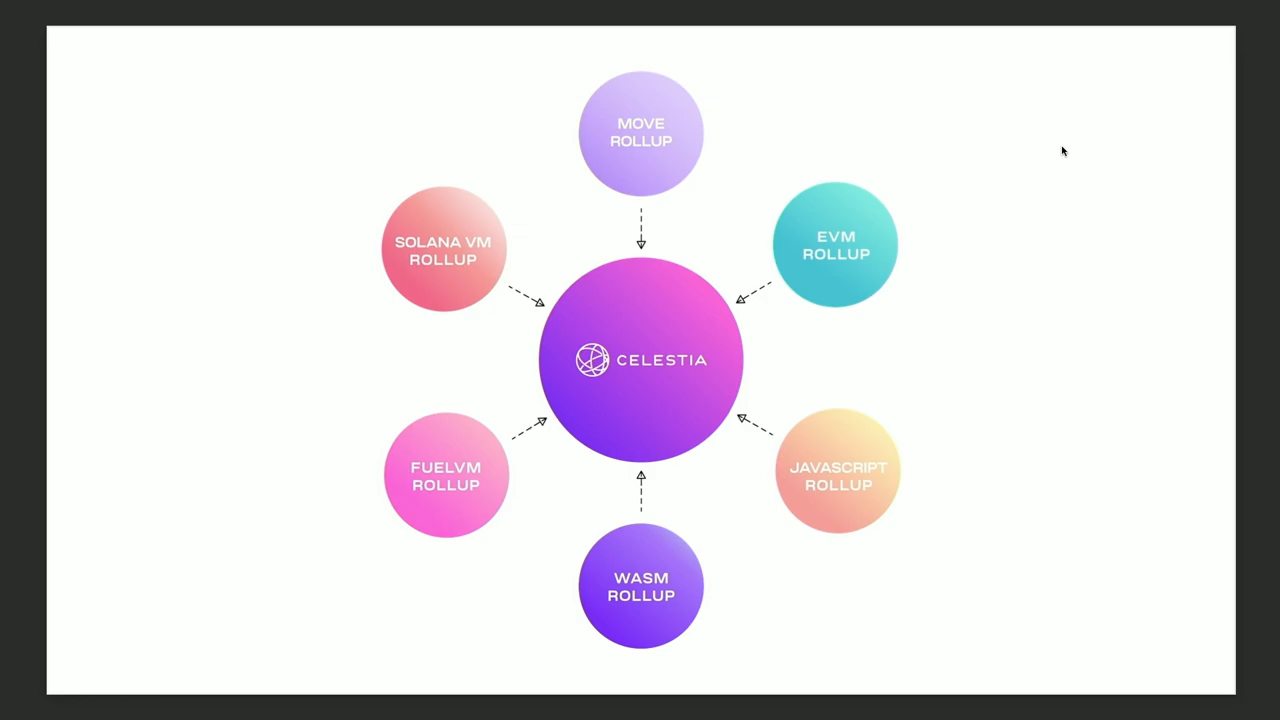 MOVE
ROLLUP
SOLANA VM
ROLLUP
EVM
ROLLUP
CELESTIA
FUELVM
ROLLUP
JAVASCRIPT
ROLLUP
WASM
ROLLUP